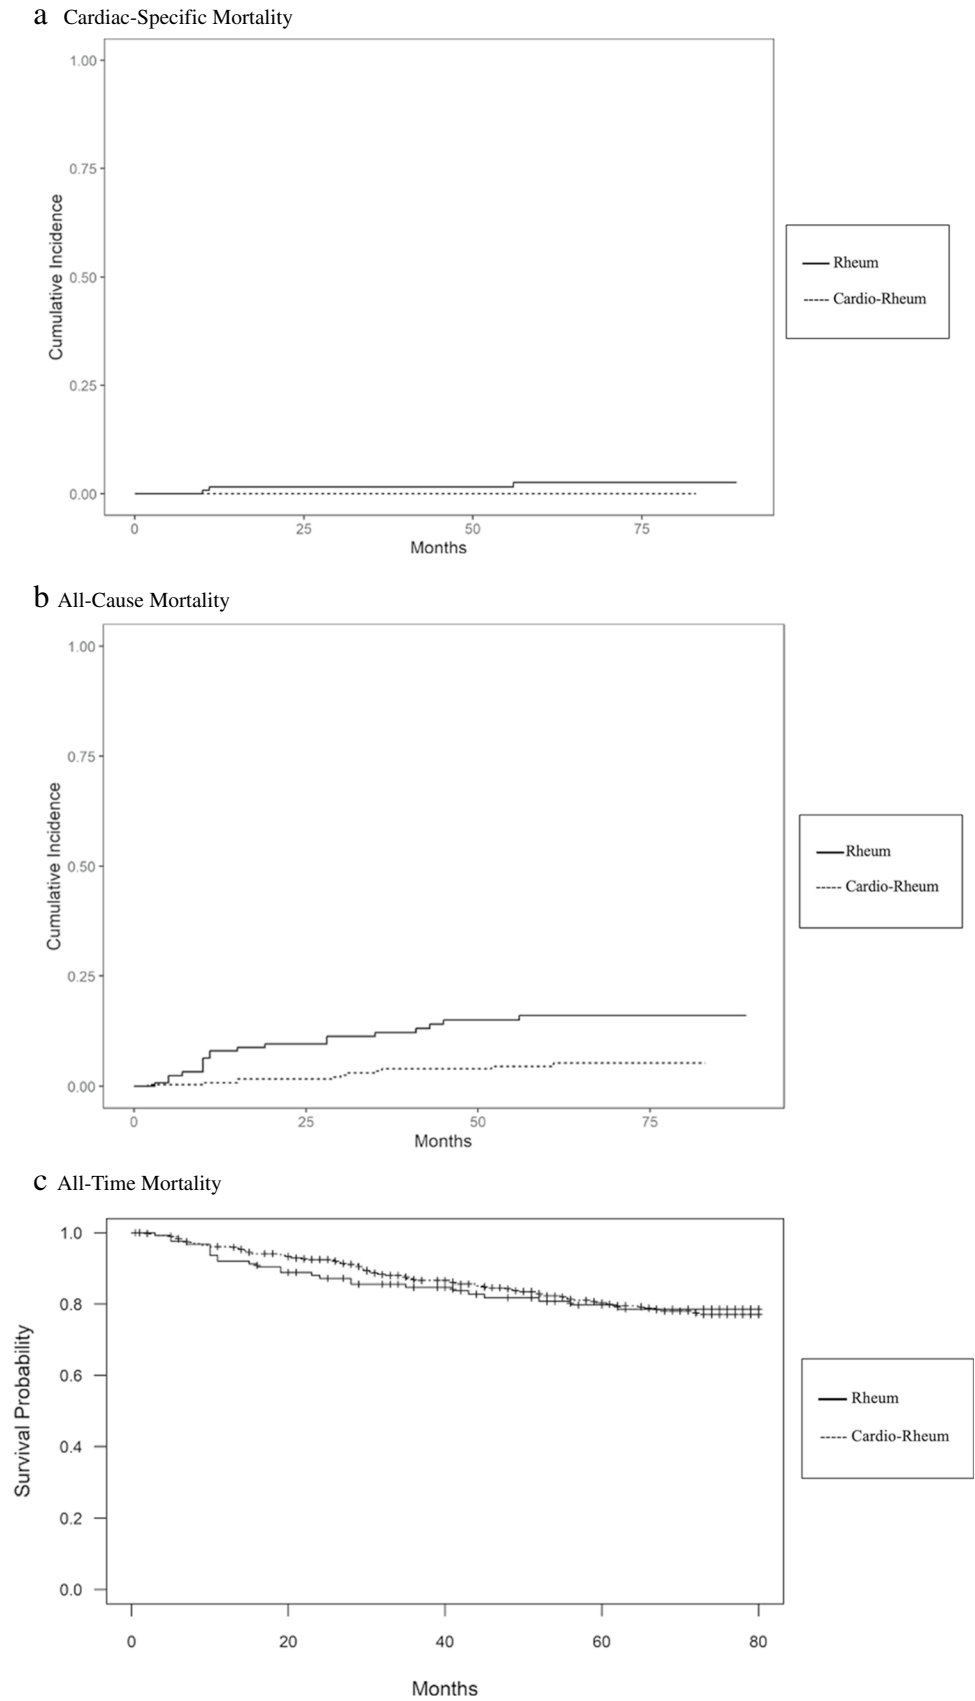 a Cardiac-Specific Mortality
1.00
0.75
0.50
0.25
0.00
Cumulative Incidence
0 25 50 75
Months
Rheum
Cardio-Rheum
b All-Cause Mortality
1.00
0.75
0.50
0.25
0.00
Cumulative Incidence
0 25 50 75
Months
Rheum
Cardio-Rheum
c All-Time Mortality
1.0
0.8
0.6
0.4
0.2
0.0
Survival Probability
0 20 40 60 80
Months
Rheum
Cardio-Rheum